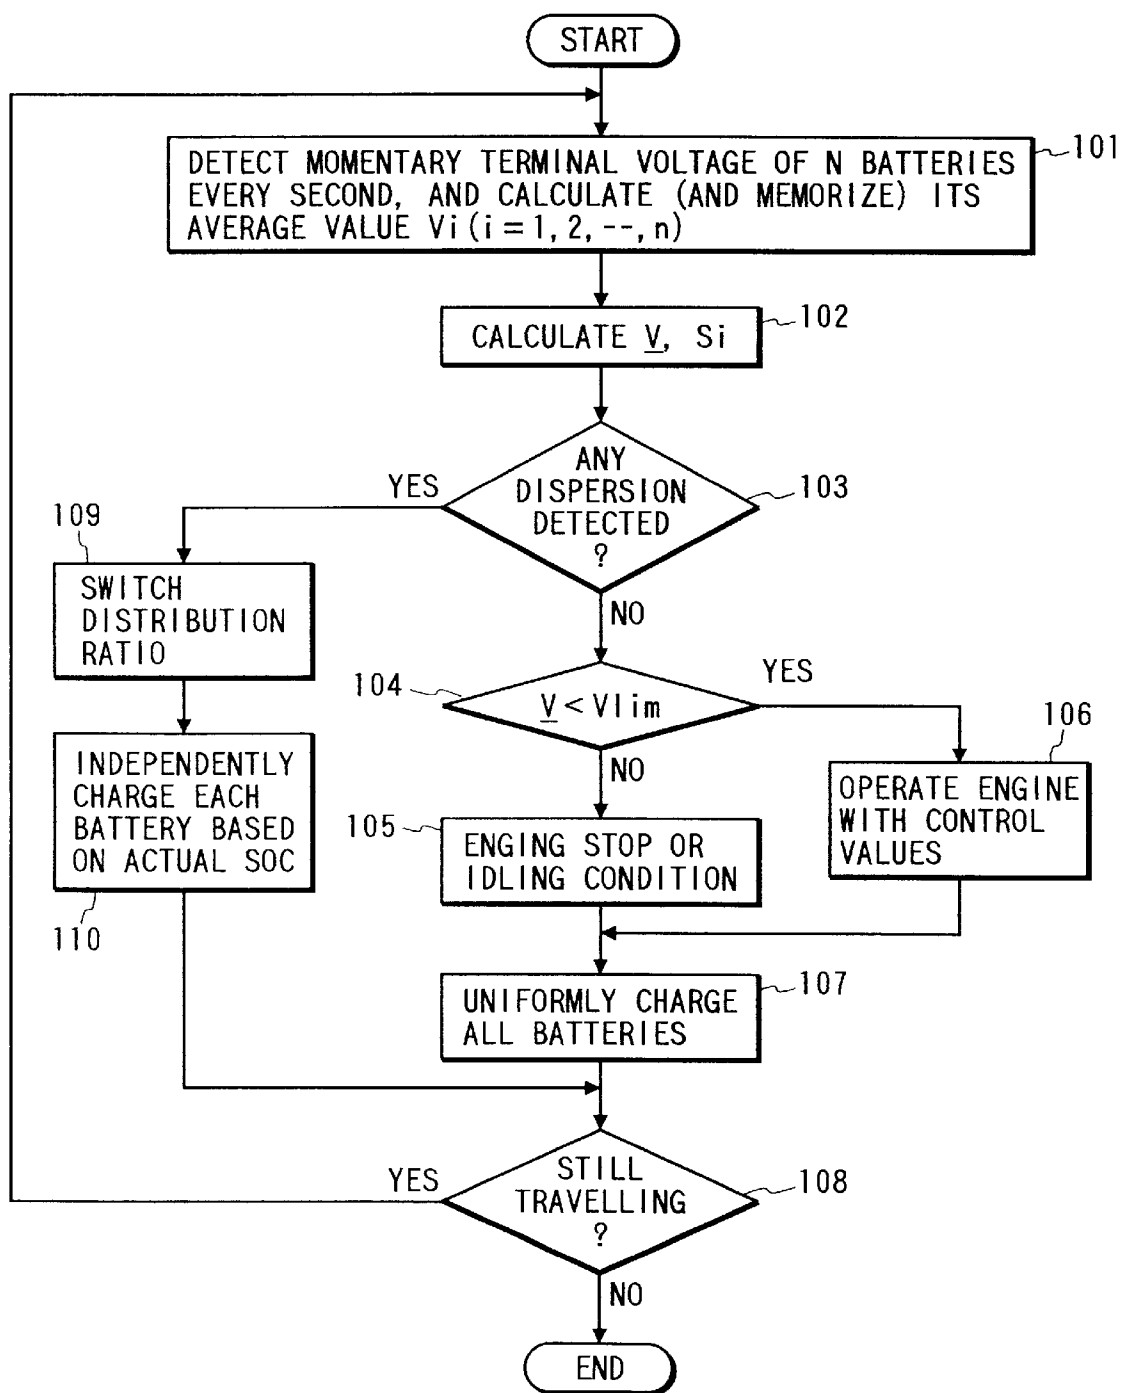 START
DETECT MOMENTARY TERMINAL VOLTAGE OF N BATTERIES
EVERY SECOND, AND CALCULATE (AND MEMORIZE) ITS
AVERAGE VALUE Vi(i=1,2,--,n)
101
CALCULATE V, Si
102
ANY
DISPERSION
DETECTED
?
103
YES
NO
109
SWITCH
DISTRIBUTION
RATIO
104
V<Vlim
YES
NO
106
OPERATE ENGINE
WITH CONTROL
VALUES
INDEPENDENTLY
CHARGE EACH
BATTERY BASED
ON ACTUAL SOC
110
105
ENGING STOP OR
IDLING CONDITION
UNIFORMLY CHARGE
ALL BATTERIES
107
STILL
TRAVELLING
?
108
YES
NO
END